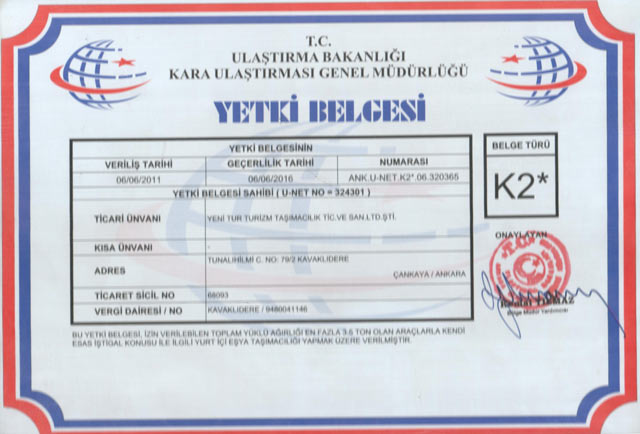 T.C.
ULAŞTIRMA BAKANLIĞI
KARA ULAŞTIRMASI GENEL MÜDÜRLÜĞÜ
YETKİ BELGESİ
YETKİ BELGESİNİN
VERİLİŞ TARİHİ GEÇERLİLİK TARİHİ NUMARASI
06/06/2011 06/06/2016 ANK.U-NET.K2*.06.320365
YETKİ BELGESİ SAHİBİ ( U-NET NO = 324301 )
TİCARİ ÜNVANI YENİ TUR TURİZM TAŞIMACILIK TİC.VE SAN.LTD.ŞTİ.
KISA ÜNVANI
ADRES TUNALIHİLMİ C. NO: 79/2 KAVAKLIDERE
ÇANKAYA / ANKARA
TİCARET SİCİL NO 68093
VERGİ DAİRESİ / NO KAVAKLIDERE / 9480041146
BELGE TÜRÜ
K2*
ONAYLAYAN
T.C.
YILMAZ
Bölge Müdür Yardımcısı
BU YETKİ BELGESİ, İZİN VERİLEBİLEN TOPLAM YÜKLÜ AĞIRLIĞI EN FAZLA 3.5 TON OLAN ARAÇLARLA KENDİ
ESAS İŞTİGAL KONUSU İLE İLGİLİ YURT İÇİ EŞYA TAŞIMACILIĞI YAPMAK ÜZERE VERİLMİŞTİR.